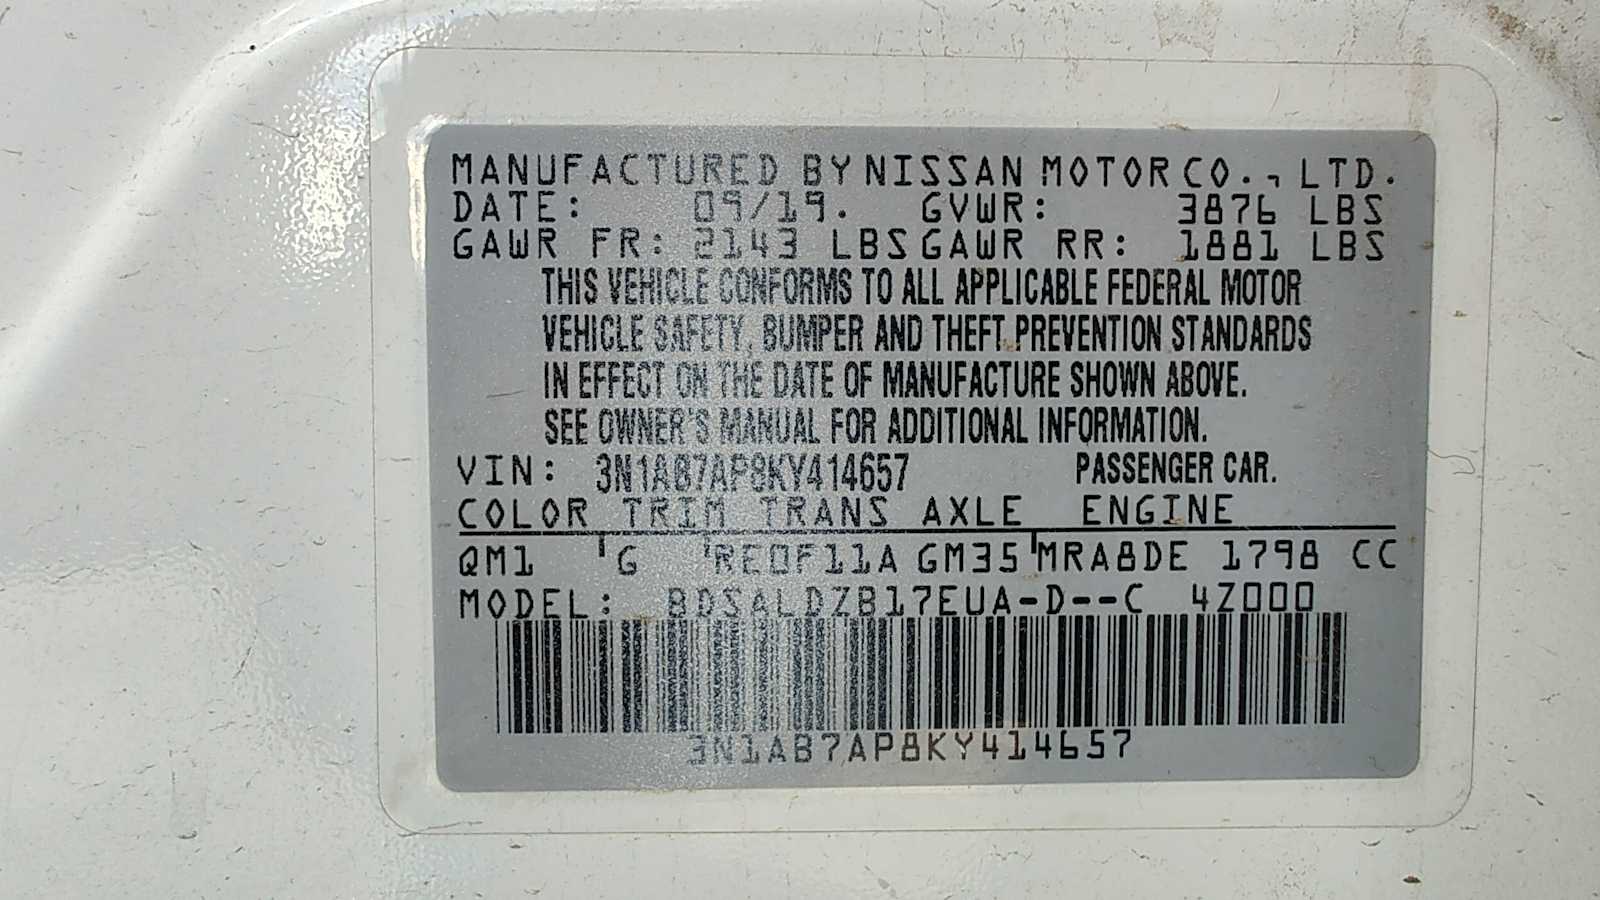 MANUFACTURED BY NISSAN MOTOR CO., LTD.
DATE: 09/19. GVWR: 3876 LBS
GAWR FR: 2143 LBS GAWR RR: 1881 LBS
THIS VEHICLE CONFORMS TO ALL APPLICABLE FEDERAL MOTOR
VEHICLE SAFETY, BUMPER AND THEFT PREVENTION STANDARDS
IN EFFECT ON THE DATE OF MANUFACTURE SHOWN ABOVE.
SEE OWNER'S MANUAL FOR ADDITIONAL INFORMATION.
VIN: 3N1AB7AP8KY414657 PASSENGER CAR.
COLOR TRIM TRANS AXLE ENGINE
QM1 G RE0F11A GM35 MRA8DE 1798 CC
MODEL: BDSALDZB17EUA-D--C 4Z000
3N1AB7AP8KY414657